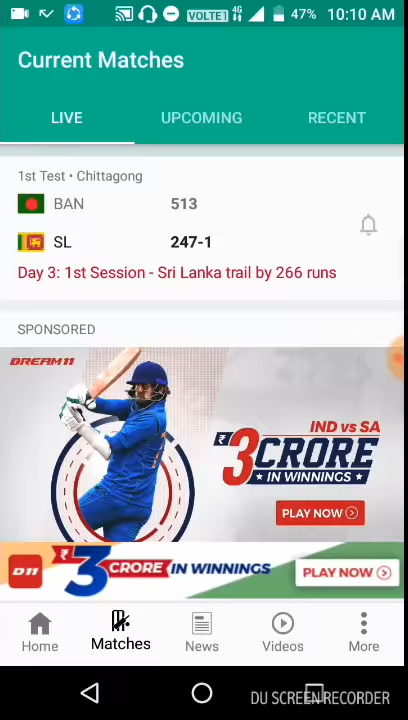 VOLTE 1 4G 47% 10:10 AM
Current Matches
LIVE UPCOMING RECENT
1st Test • Chittagong
BAN 513
SL 247-1
Day 3: 1st Session - Sri Lanka trail by 266 runs
SPONSORED
DREAM11
IND vs SA
₹3 CRORE
IN WINNINGS
PLAY NOW
D11 ₹3 CRORE IN WINNINGS PLAY NOW
Home Matches News Videos More
DU SCREEN RECORDER